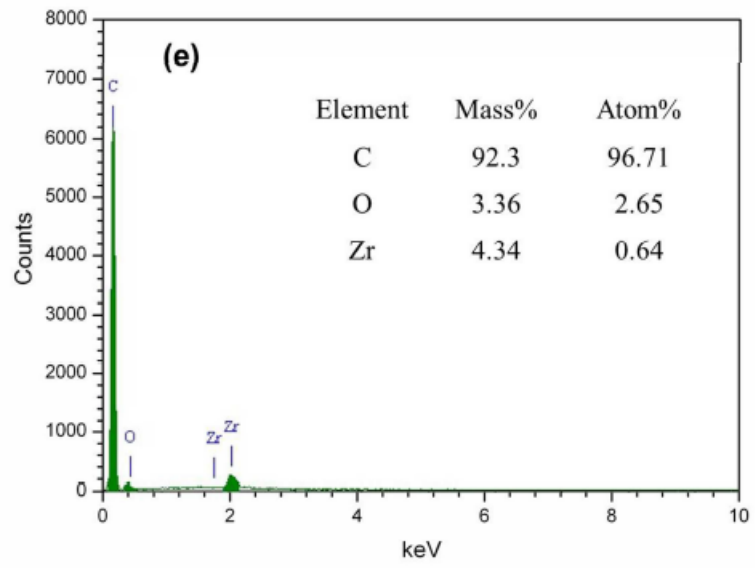 8000
(e)
7000
C
Element Mass% Atom%
6000
C 92.3 96.71
5000
O 3.36 2.65
Zr 4.34 0.64
4000
Counts
3000
2000
1000
O Zr Zr
0
0 2 4 6 8 10
keV